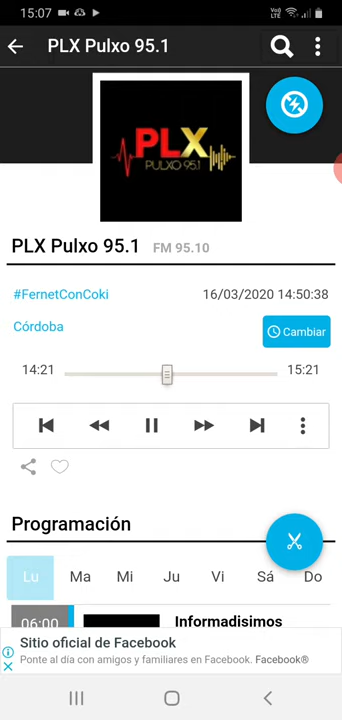 15:07
Vo)) LTE
PLX Pulxo 95.1
PLX
PULXO 95.1
PLX Pulxo 95.1 FM 95.10
#FernetConCoki 16/03/2020 14:50:38
Córdoba
Cambiar
14:21 15:21
Programación
Lu Ma Mi Ju Vi Sá Do
06:00 Informadisimos
Sitio oficial de Facebook
Ponte al día con amigos y familiares en Facebook. Facebook®